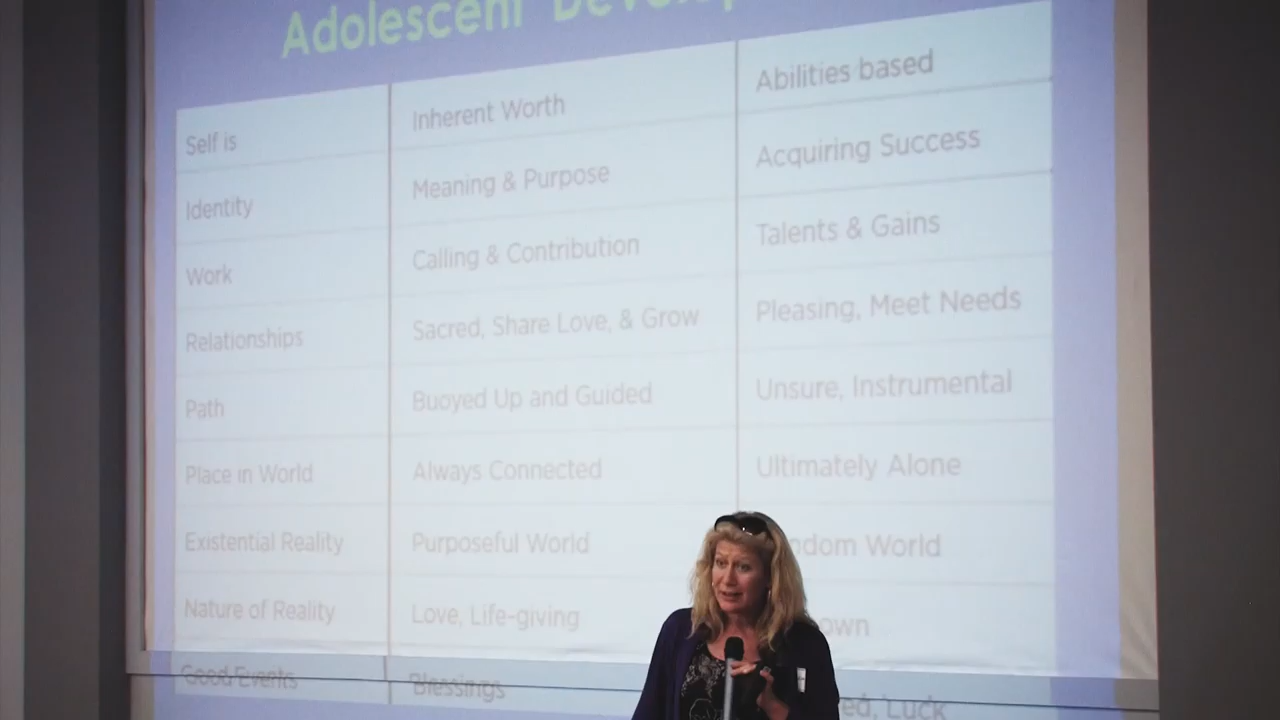 Adolescent
Self is Inherent Worth Abilities based
Identity Meaning & Purpose Acquiring Success
Work Calling & Contribution Talents & Gains
Relationships Sacred, Share Love, & Grow Pleasing, Meet Needs
Path Buoyed Up and Guided Unsure, Instrumental
Place in World Always Connected Ultimately Alone
Existential Reality Purposeful World World
Nature of Reality Love, Life-giving
Good Events Blessings Luck